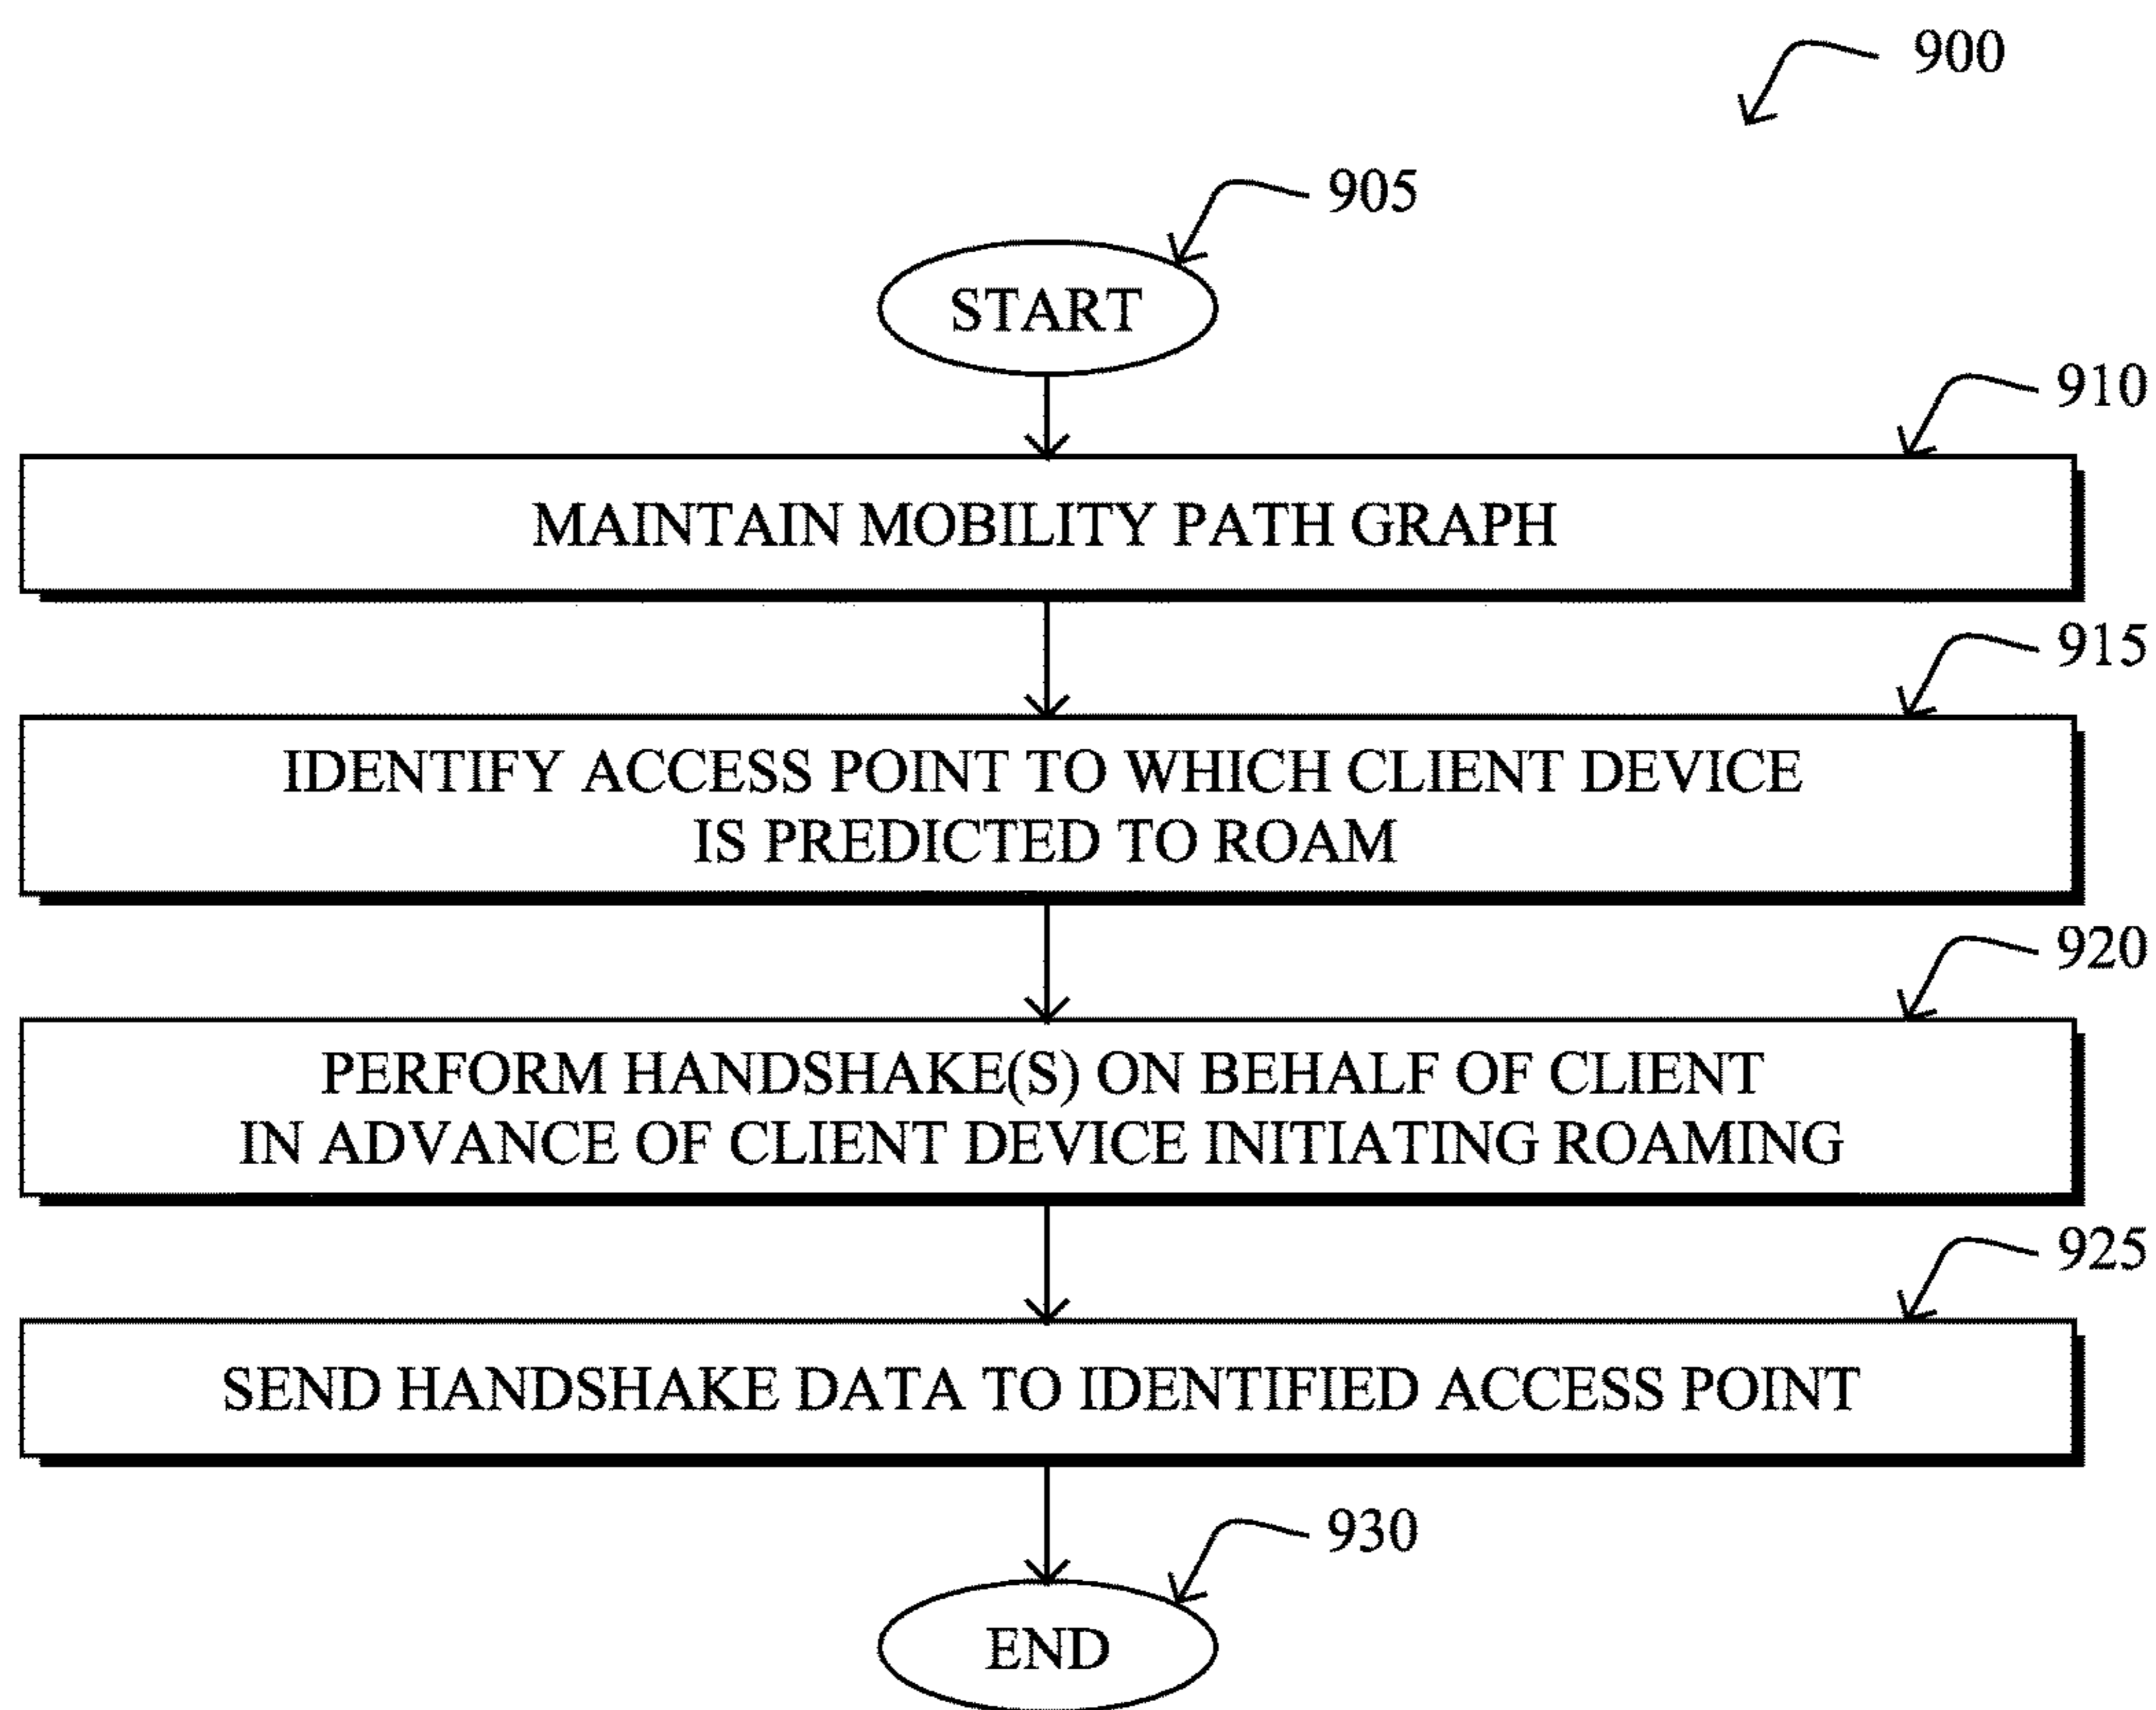 900
905
START
910
MAINTAIN MOBILITY PATH GRAPH
915
IDENTIFY ACCESS POINT TO WHICH CLIENT DEVICE
IS PREDICTED TO ROAM
920
PERFORM HANDSHAKE(S) ON BEHALF OF CLIENT
IN ADVANCE OF CLIENT DEVICE INITIATING ROAMING
925
SEND HANDSHAKE DATA TO IDENTIFIED ACCESS POINT
930
END